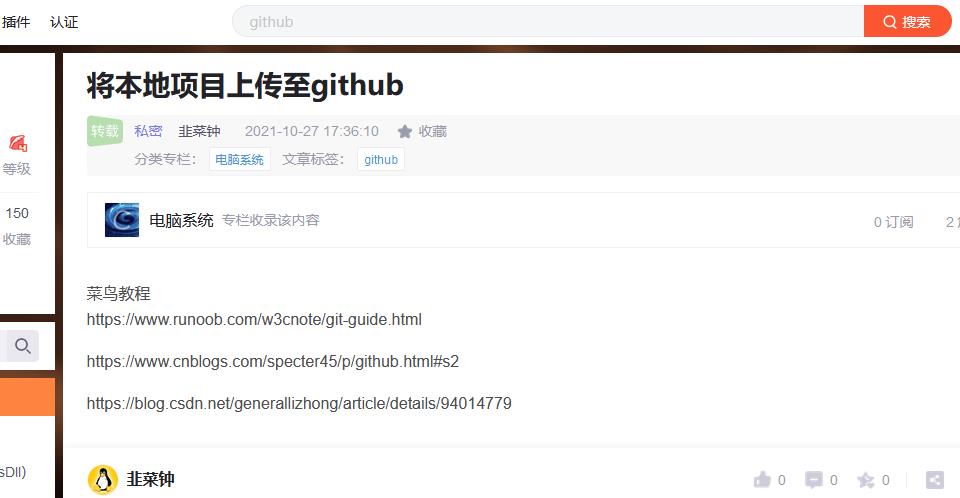 插件 认证 github 搜索
将本地项目上传至github
转载 私密 韭菜钟 2021-10-27 17:36:10 收藏
等级
分类专栏： 电脑系统 文章标签： github
150
收藏
电脑系统 专栏收录该内容 0 订阅 2
菜鸟教程
https://www.runoob.com/w3cnote/git-guide.html
https://www.cnblogs.com/specter45/p/github.html#s2
https://blog.csdn.net/generallizhong/article/details/94014779
sDll)
韭菜钟 0 0 0